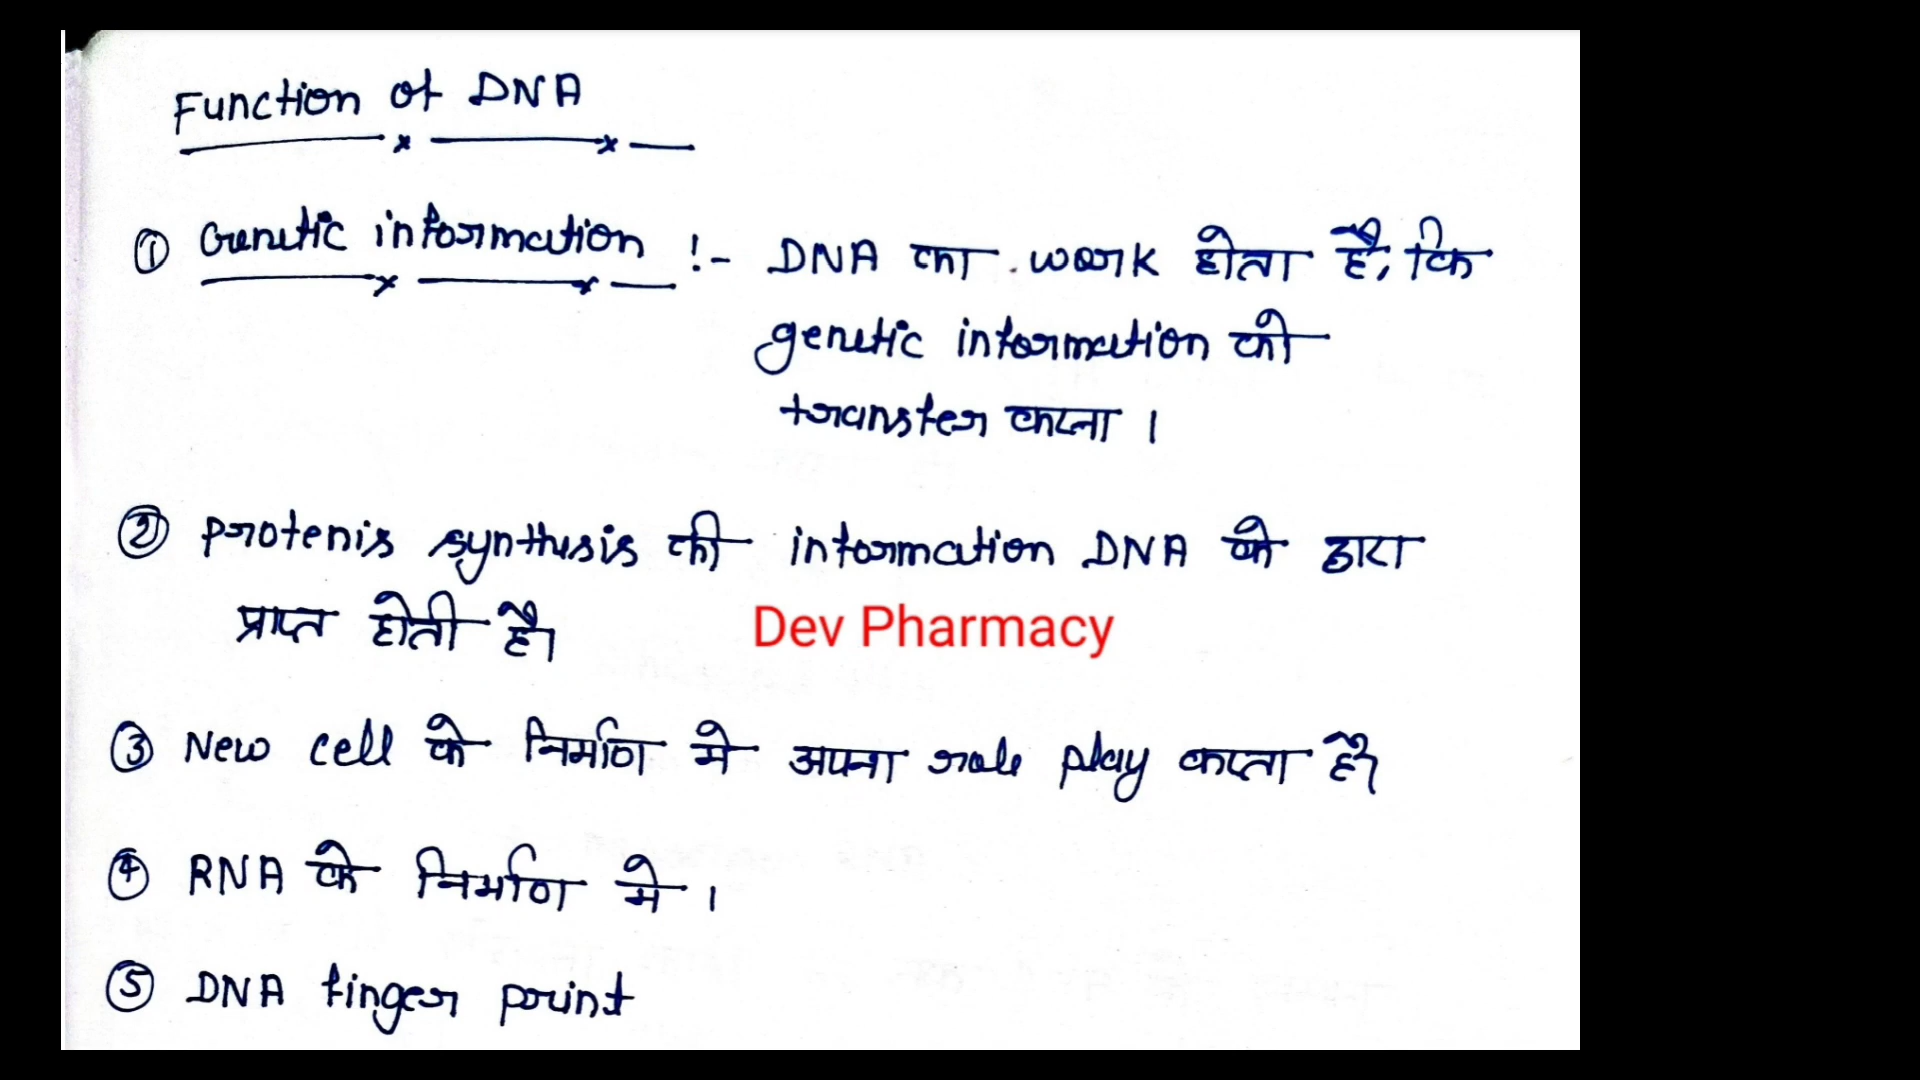 Function of DNA
① Genetic information :- DNA का work होता है, कि
genetic information को
transfer करना ।
② protenis synthesis की information DNA के द्वारा
प्राप्त होती है।
Dev Pharmacy
③ New cell के निर्माण मे अपना role play करता है।
④ RNA के निर्माण मे ।
⑤ DNA finger print